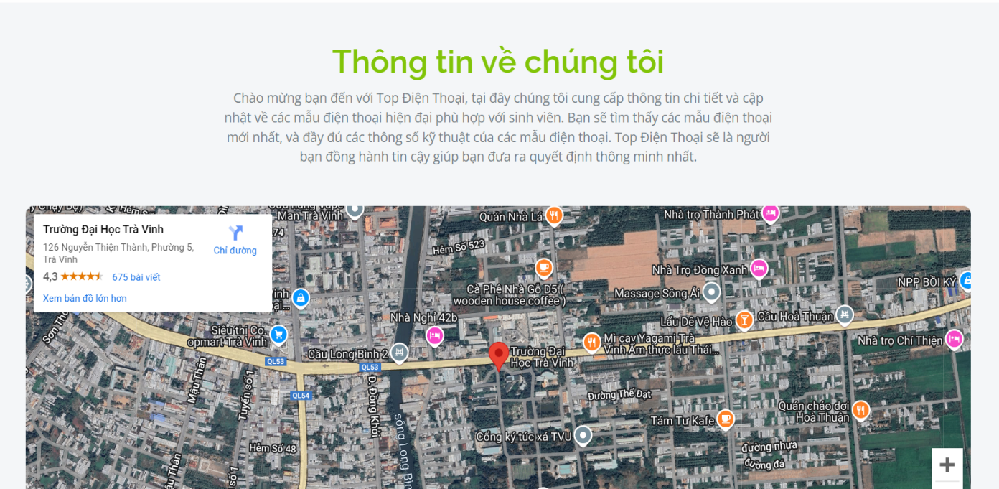 Thông tin về chúng tôi
Chào mừng bạn đến với Top Điện Thoại, tại đây chúng tôi cung cấp thông tin chi tiết và cập
nhật về các mẫu điện thoại hiện đại phù hợp với sinh viên. Bạn sẽ tìm thấy các mẫu điện thoại
mới nhất, và đầy đủ các thông số kỹ thuật của các mẫu điện thoại. Top Điện Thoại sẽ là người
bạn đồng hành tin cậy giúp bạn đưa ra quyết định thông minh nhất.
Trường Đại Học Trà Vinh
126 Nguyễn Thiện Thành, Phường 5,
Trà Vinh
Chỉ đường
4,3
675 bài viết
Xem bản đồ lớn hơn
Man Trà Vinh
Quán Nhà Lá
Nhà trọ Thành Phát
74
Hẻm Số 523
Nhà Trọ Đồng Xanh
NPP BỒI KÝ
Cà Phê Nhà Gỗ D5 (
wooden house coffee )
Massage Sông Ái
Nhà Nghỉ 42b
Lẩu Dê Vệ Hào
Cầu Hoà Thuận
Siêu thị Co.
opmart Trà Vinh
Mì cay Yagami Trà
Vinh Ẩm thực lẩu Thái...
Nhà trọ Chí Thiện
Cầu Long Bình 2
Trường Đại
Học Trà Vinh
QL53
QL53
Mậu Thân
Tuyến số 1
Đ. Đồng Khởi
QL54
Đường Thế Đạt
Quán cháo dơi
Hoà Thuận
Tám Tư Kafe
Cổng ký túc xá TVU
sông Long Bìn
Hẻm Số 48
đường nhựa
đường đá
số 1